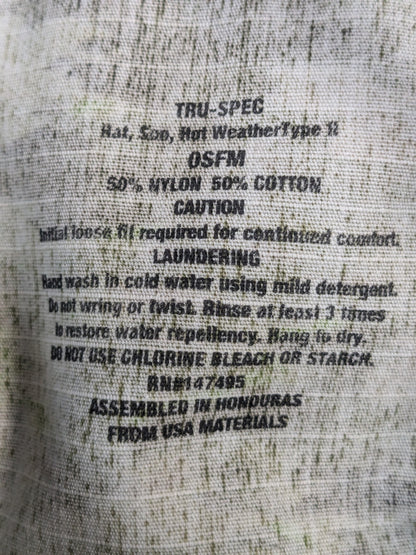 TRU-SPEC
Hat, Sun, Hot WeatherType II
OSFM
50% NYLON 50% COTTON
CAUTION
Initial loose fit required for continued comfort.
LAUNDERING
Hand wash in cold water using mild detergent.
Do not wring or twist. Rinse at least 3 times
to restore water repellency. Hang to dry.
DO NOT USE CHLORINE BLEACH OR STARCH.
RN#147495
ASSEMBLED IN HONDURAS
FROM USA MATERIALS